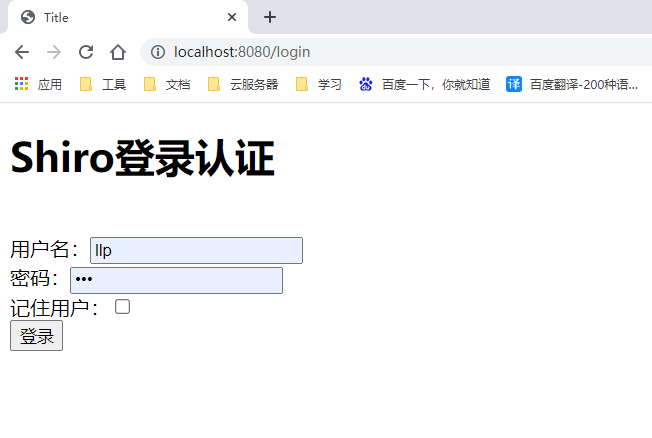 Title
localhost:8080/login
应用 工具 文档 云服务器 学习 百度一下，你就知道 百度翻译-200种语...
Shiro登录认证
用户名： llp
密码： •••
记住用户：
登录